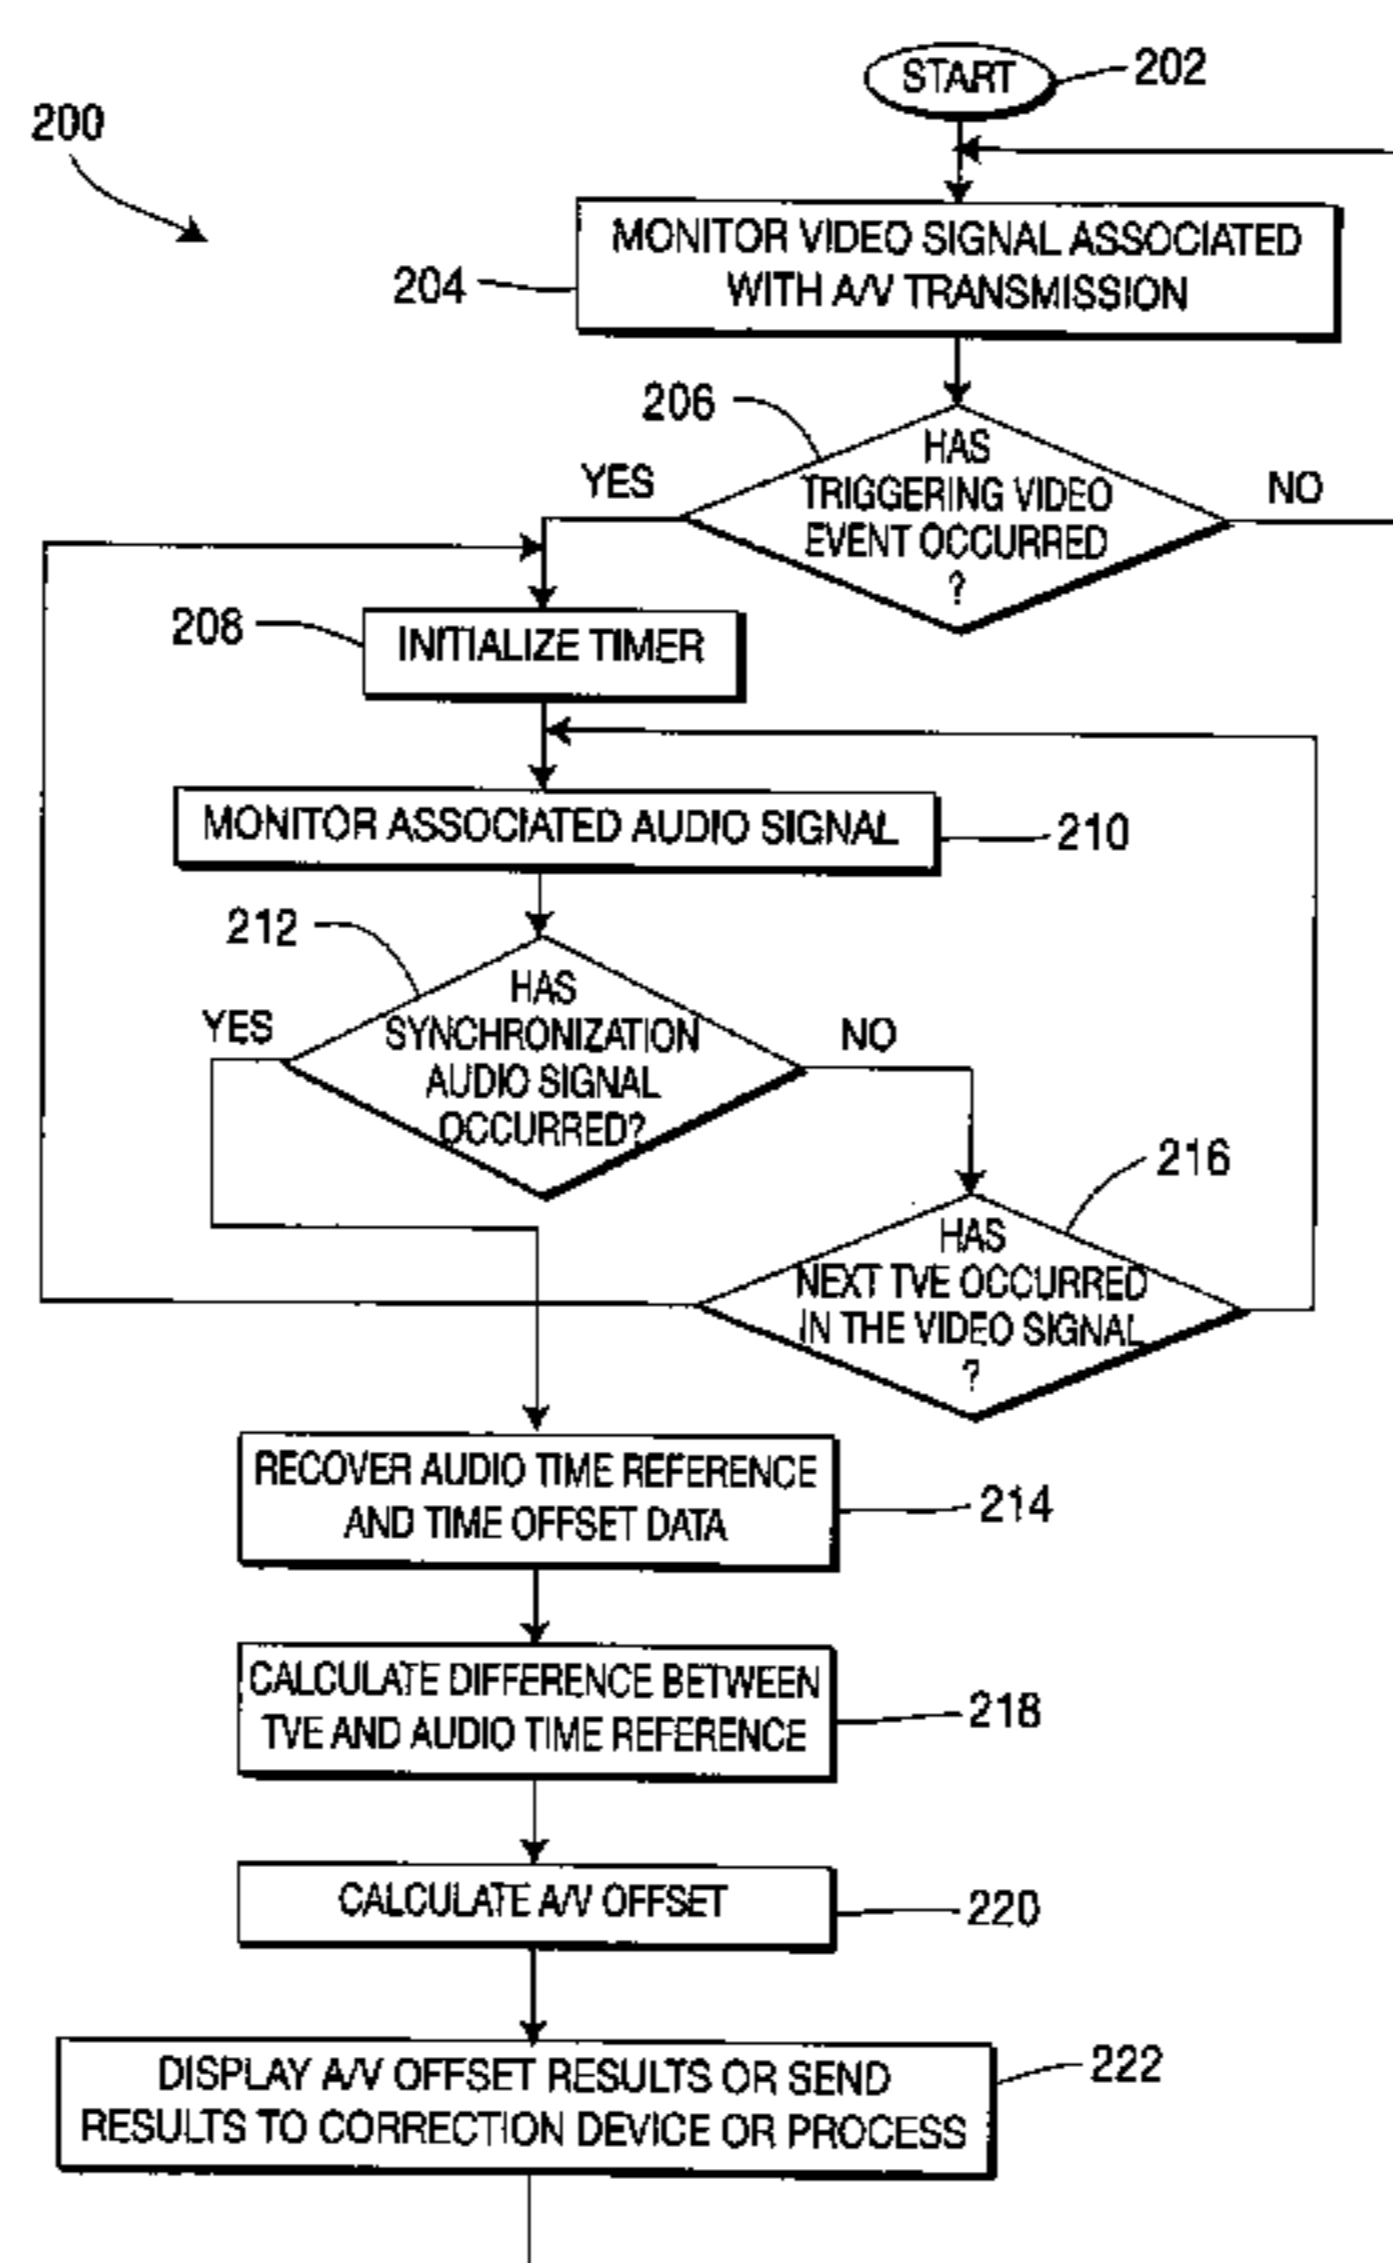 START
202
200
MONITOR VIDEO SIGNAL ASSOCIATED
WITH A/V TRANSMISSION
204
206
HAS
TRIGGERING VIDEO
EVENT OCCURRED
?
YES
NO
208
INITIALIZE TIMER
MONITOR ASSOCIATED AUDIO SIGNAL
210
212
HAS
SYNCHRONIZATION
AUDIO SIGNAL
OCCURRED?
YES
NO
216
HAS
NEXT TVE OCCURRED
IN THE VIDEO SIGNAL
?
RECOVER AUDIO TIME REFERENCE
AND TIME OFFSET DATA
214
CALCULATE DIFFERENCE BETWEEN
TVE AND AUDIO TIME REFERENCE
218
CALCULATE A/V OFFSET
220
DISPLAY A/V OFFSET RESULTS OR SEND
RESULTS TO CORRECTION DEVICE OR PROCESS
222